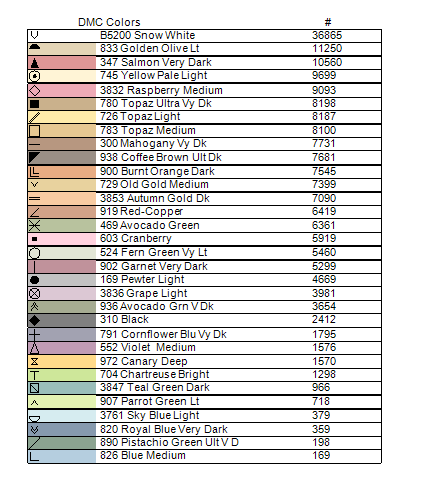 DMC Colors #
B5200 Snow White 36865
833 Golden Olive Lt 11250
347 Salmon Very Dark 10560
745 Yellow Pale Light 9699
3832 Raspberry Medium 9093
780 Topaz Ultra Vy Dk 8198
726 Topaz Light 8187
783 Topaz Medium 8100
300 Mahogany Vy Dk 7731
938 Coffee Brown Ult Dk 7681
900 Burnt Orange Dark 7545
729 Old Gold Medium 7399
3853 Autumn Gold Dk 7090
919 Red-Copper 6419
469 Avocado Green 6361
603 Cranberry 5919
524 Fern Green Vy Lt 5460
902 Garnet Very Dark 5299
169 Pewter Light 4669
3836 Grape Light 3981
936 Avocado Grn V Dk 3654
310 Black 2412
791 Cornflower Blu Vy Dk 1795
552 Violet Medium 1576
972 Canary Deep 1570
704 Chartreuse Bright 1298
3847 Teal Green Dark 966
907 Parrot Green Lt 718
3761 Sky Blue Light 379
820 Royal Blue Very Dark 359
890 Pistachio Green Ult V D 198
826 Blue Medium 169